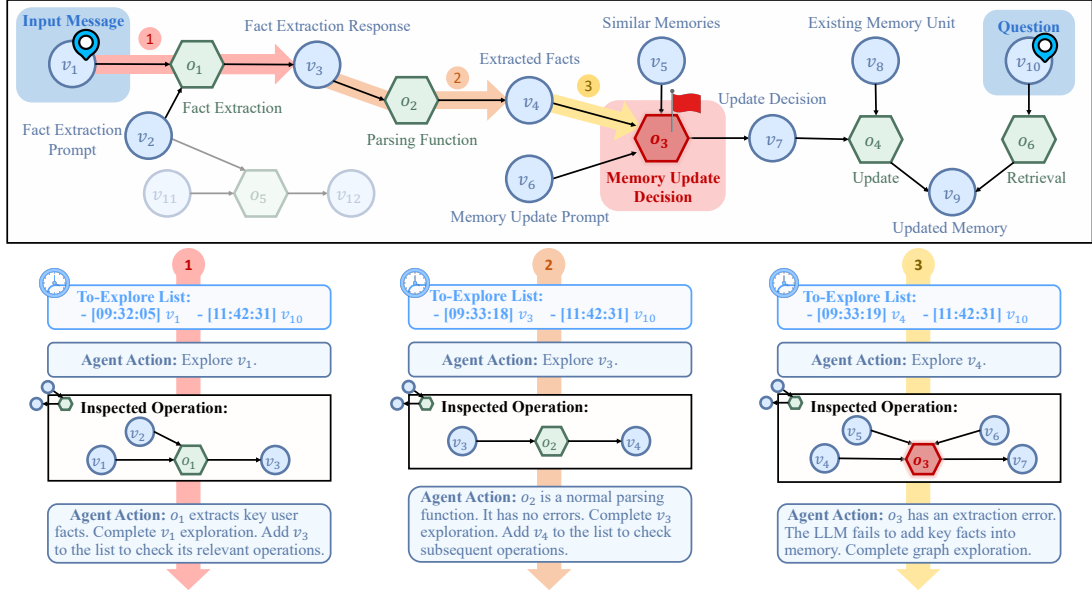 Input Message
v1
1
o1
Fact Extraction
Fact Extraction Response
v3
2
o2
Parsing Function
Extracted Facts
v4
3
Similar Memories
v5
o3
Memory Update
Decision
Update Decision
v7
Existing Memory Unit
v8
o4
Update
Question
v10
o6
Retrieval
v9
Updated Memory
Fact Extraction
Prompt
v2
v11
o5
v12
v6
Memory Update Prompt
1
To-Explore List:
- [09:32:05] v1 - [11:42:31] v10
Agent Action: Explore v1.
Inspected Operation:
v2
v1
o1
v3
Agent Action: o1 extracts key user
facts. Complete v1 exploration. Add v3
to the list to check its relevant operations.
2
To-Explore List:
- [09:33:18] v3 - [11:42:31] v10
Agent Action: Explore v3.
Inspected Operation:
v3
o2
v4
Agent Action: o2 is a normal parsing
function. It has no errors. Complete v3
exploration. Add v4 to the list to check
subsequent operations.
3
To-Explore List:
- [09:33:19] v4 - [11:42:31] v10
Agent Action: Explore v4.
Inspected Operation:
v5
v6
v4
o3
v7
Agent Action: o3 has an extraction error.
The LLM fails to add key facts into
memory. Complete graph exploration.